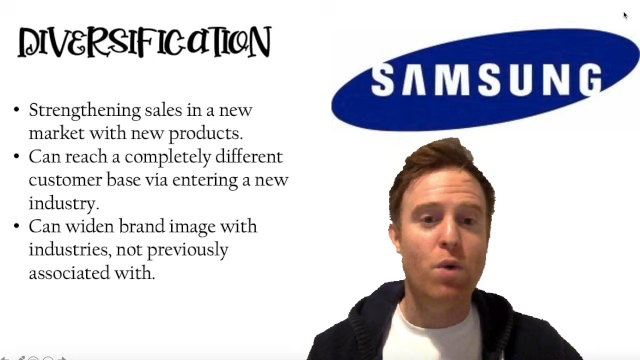 DIVERSIFICATION
SAMSUNG
• Strengthening sales in a new
market with new products.
• Can reach a completely different
customer base via entering a new
industry.
• Can widen brand image with
industries, not previously
associated with.